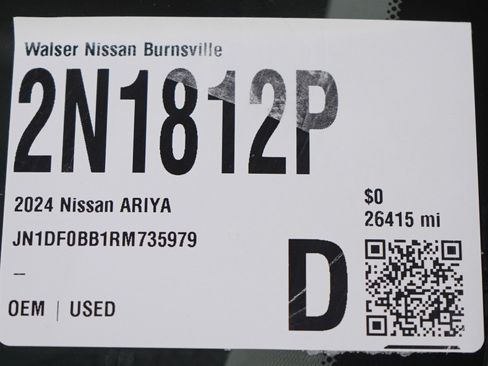 Walser Nissan Burnsville
2N1812P
2024 Nissan ARIYA
$0
26415 mi
JN1DF0BB1RM735979
--
OEM | USED
D